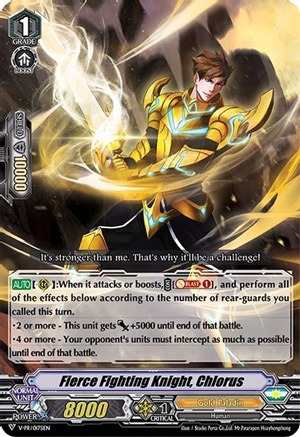 1
GRADE
BOOST
SHIELD
10000
It's stronger than me. That's why it'll be a challenge!
AUTO [ ]:When it attacks or boosts, [ BLAST 1], and perform all
of the effects below according to the number of rear-guards you
called this turn.
•2 or more - This unit gets +5000 until end of that battle.
•4 or more - Your opponent's units must intercept as much as possible
until end of that battle.
NORMAL
UNIT
Fierce Fighting Knight, Chlorus
POWER
8000
1
CRITICAL
Gold Paladin
Human
V-PR/0175EN